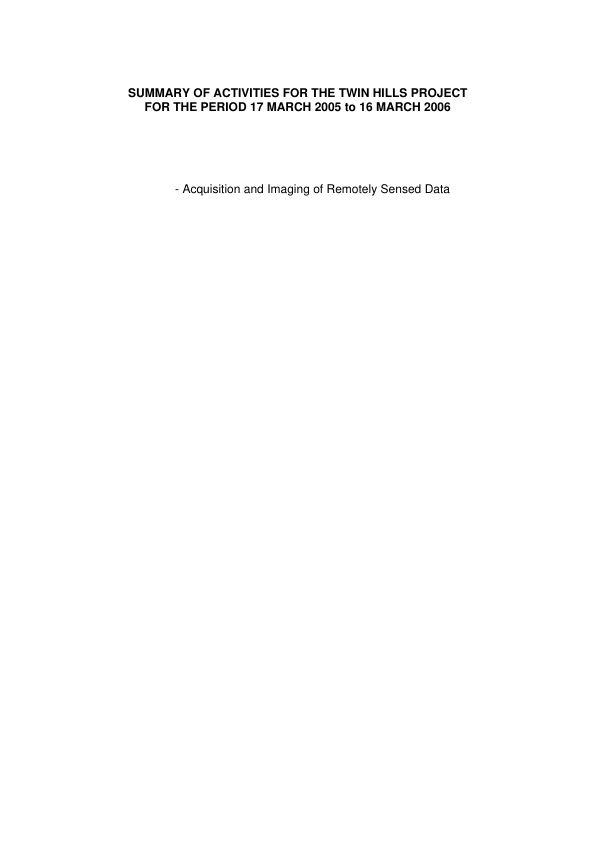 SUMMARY OF ACTIVITIES FOR THE TWIN HILLS PROJECT
FOR THE PERIOD 17 MARCH 2005 to 16 MARCH 2006
- Acquisition and Imaging of Remotely Sensed Data